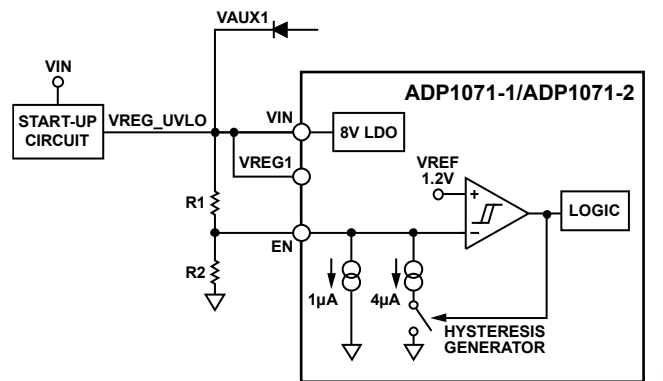 VAUX1
VIN
ADP1071-1/ADP1071-2
START-UP
CIRCUIT
VREG_UVLO
VIN
8V LDO
VREG1
VREF
1.2V
R1
+
LOGIC
EN
−
R2
1µA
4µA
HYSTERESIS
GENERATOR